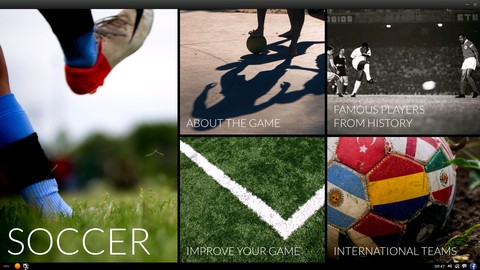 SOCCER
ABOUT THE GAME
FAMOUS PLAYERS
FROM HISTORY
IMPROVE YOUR GAME
INTERNATIONAL TEAMS